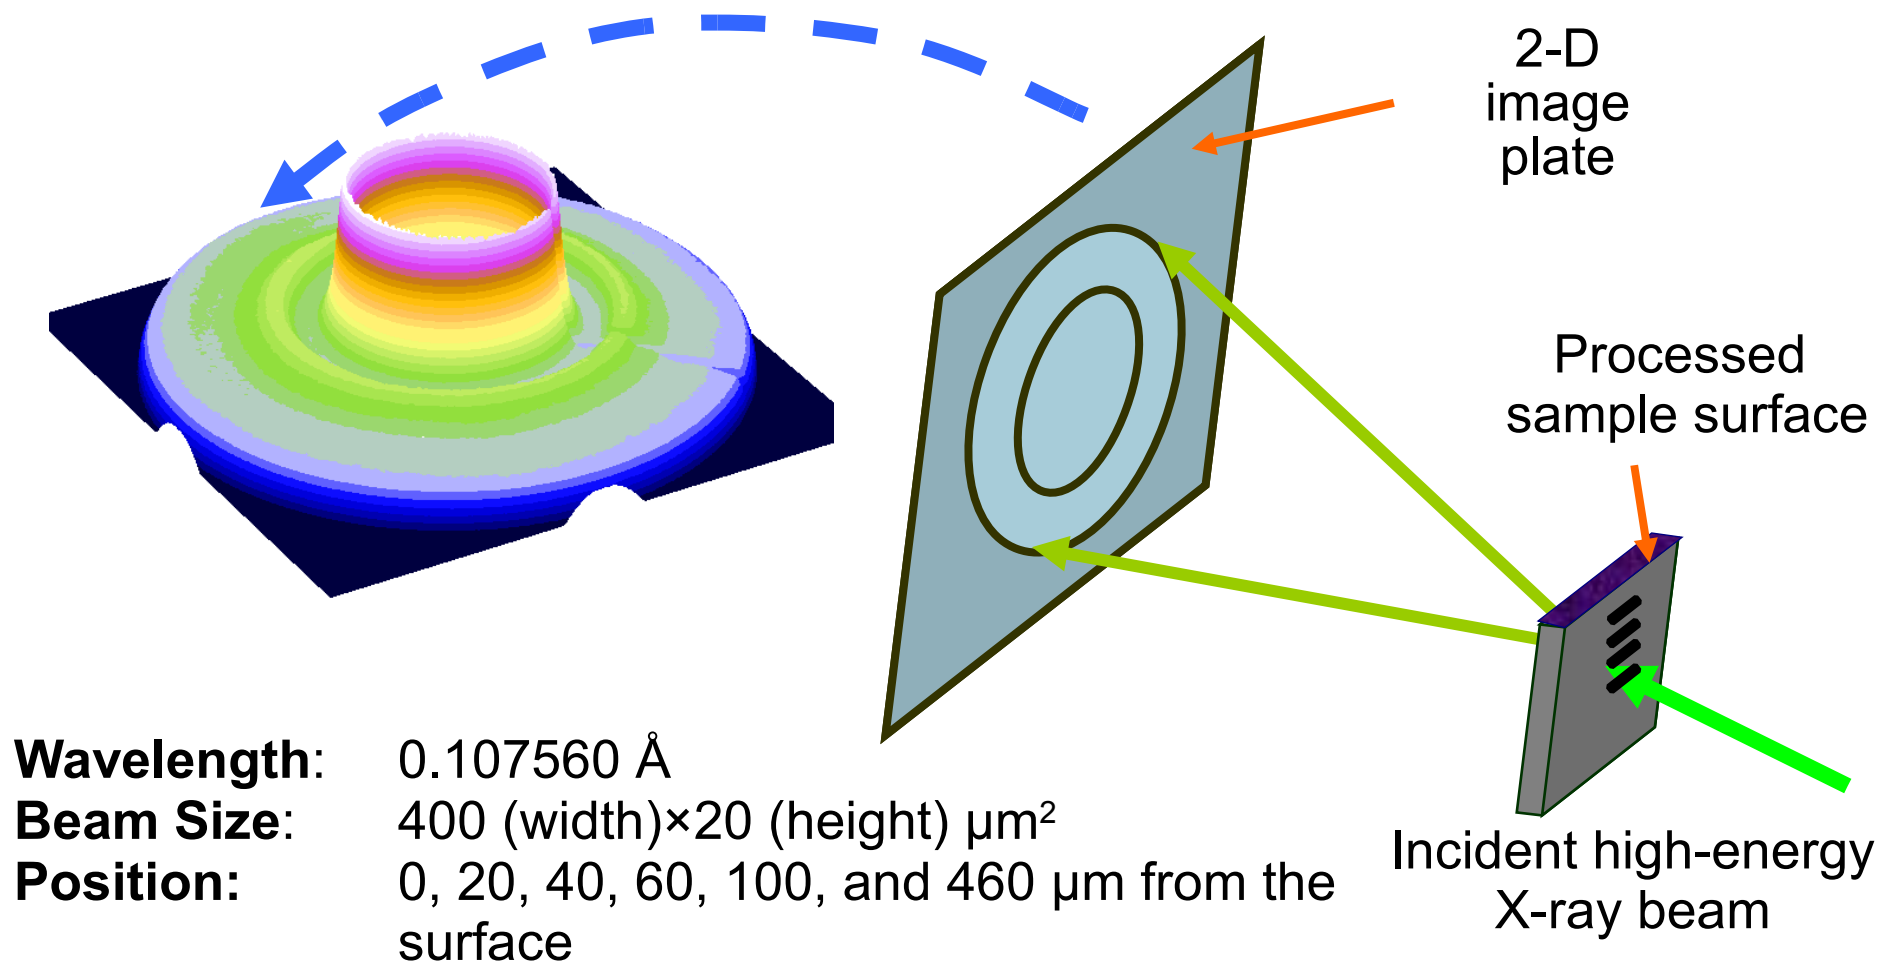 2-D
image
plate
Processed
sample surface
Wavelength: 0.107560 Å
Beam Size: 400 (width)×20 (height) µm²
Position: 0, 20, 40, 60, 100, and 460 µm from the
surface
Incident high-energy
X-ray beam